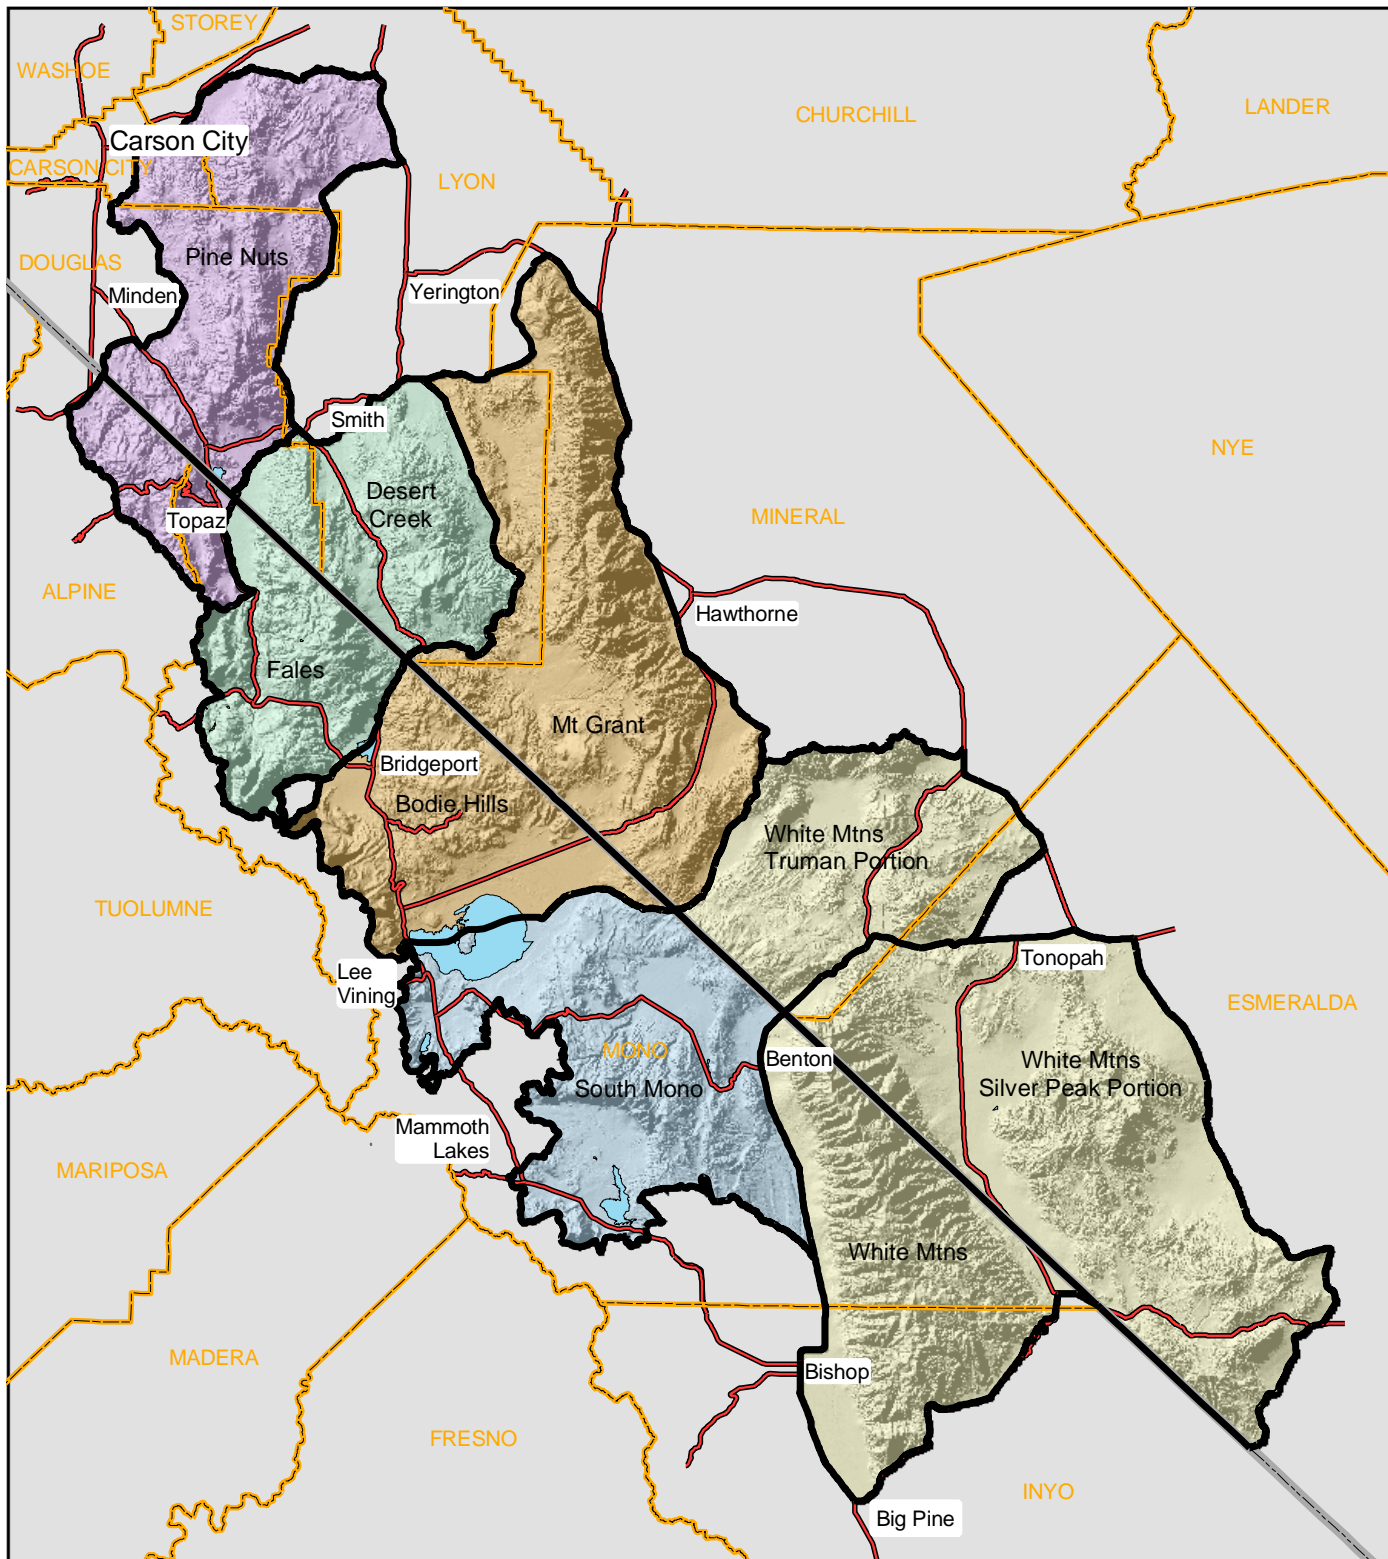 STOREY
WASHOE
CHURCHILL
LANDER
Carson City
CARSON CITY
LYON
Pine Nuts
DOUGLAS
Minden
Yerington
Smith
NYE
Desert
Creek
Topaz
MINERAL
ALPINE
Hawthorne
Fales
Mt Grant
Bridgeport
Bodie Hills
White Mtns
Truman Portion
TUOLUMNE
Lee
Vining
Tonopah
ESMERALDA
MONO
Benton
White Mtns
Silver Peak Portion
South Mono
Mammoth
Lakes
MARIPOSA
White Mtns
MADERA
Bishop
FRESNO
INYO
Big Pine